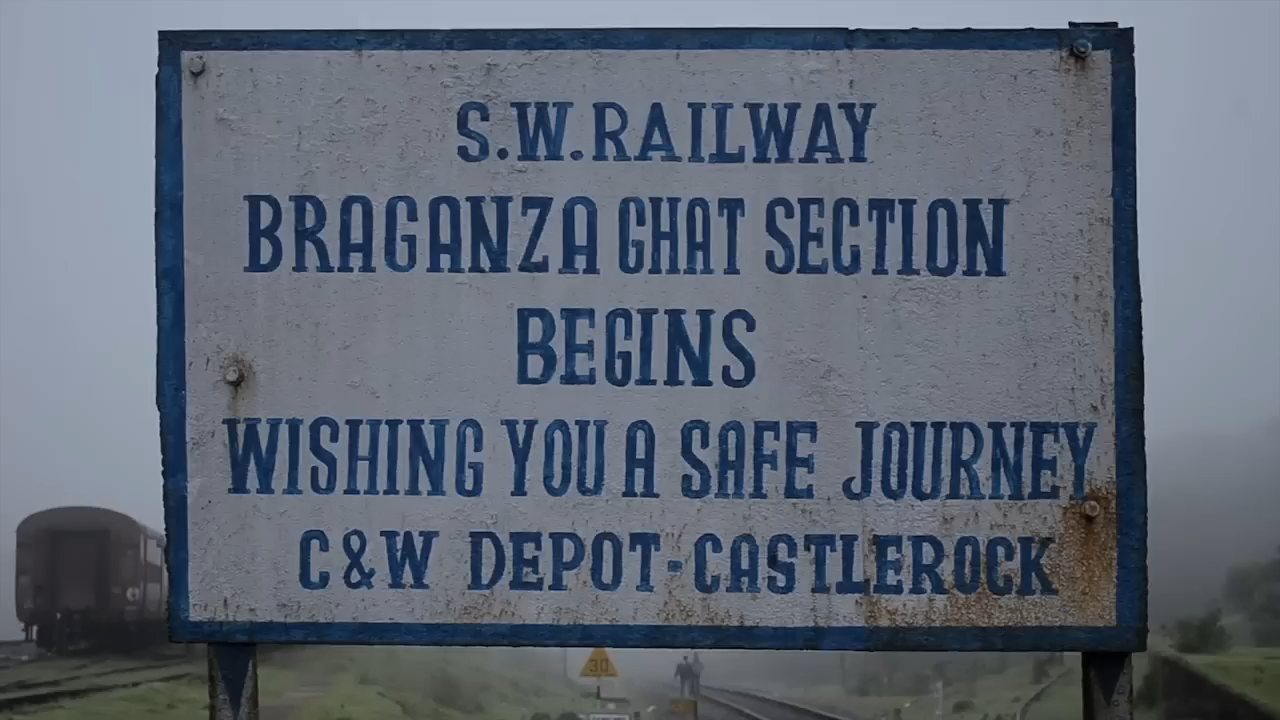 S.W.RAILWAY
BRAGANZA GHAT SECTION
BEGINS
WISHING YOU A SAFE JOURNEY
C&W DEPOT-CASTLEROCK
30